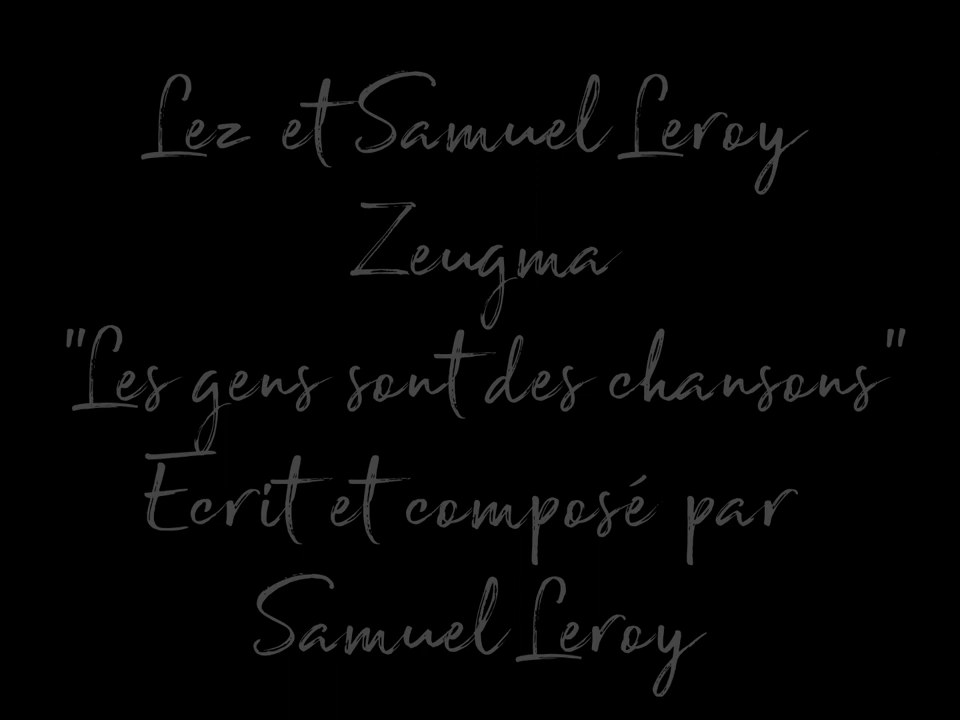 Lez et Samuel Leroy
Zeugma
"Les gens sont des chansons"
Ecrit et composé par
Samuel Leroy